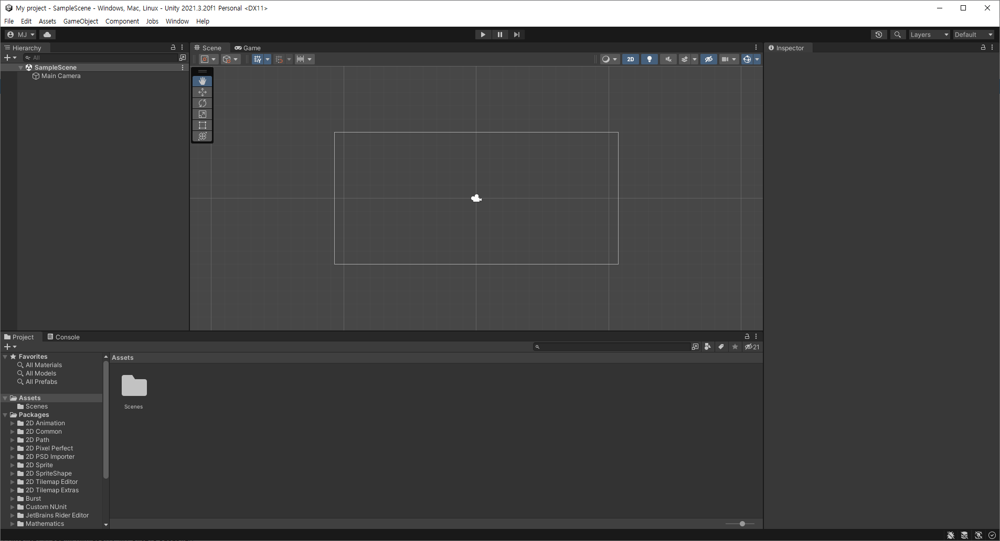 My project - SampleScene - Windows, Mac, Linux - Unity 2021.3.20f1 Personal <DX11>
File Edit Assets GameObject Component Jobs Window Help
MJ Layers Default
Hierarchy
All
SampleScene
Main Camera
Scene Game
2D
Inspector
Project Console
21
Favorites
All Materials
All Models
All Prefabs
Assets
Scenes
Packages
2D Animation
2D Common
2D Path
2D Pixel Perfect
2D PSD Importer
2D Sprite
2D SpriteShape
2D Tilemap Editor
2D Tilemap Extras
Burst
Custom NUnit
JetBrains Rider Editor
Mathematics
Assets
Scenes